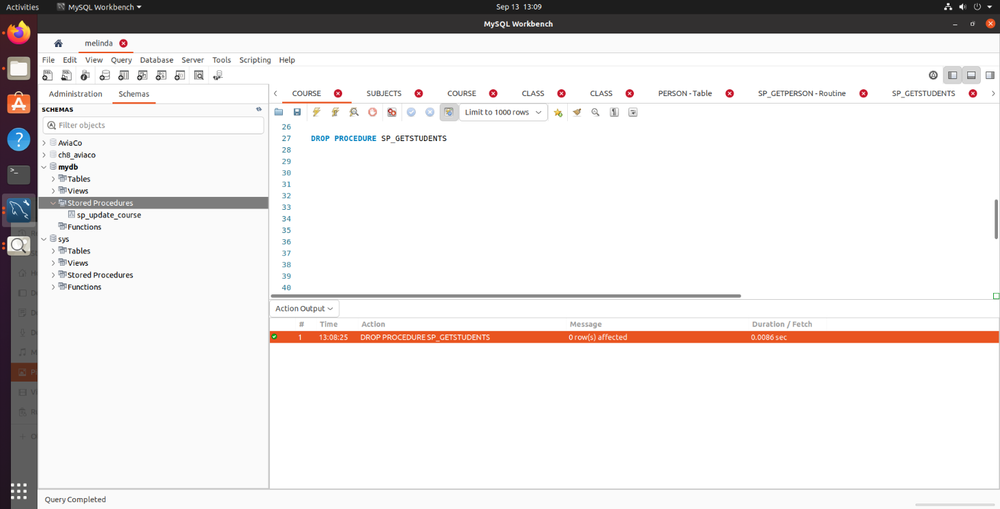 Activities MySQL Workbench Sep 13 13:09
MySQL Workbench
melinda
File Edit View Query Database Server Tools Scripting Help
Administration Schemas
COURSE SUBJECTS COURSE CLASS CLASS PERSON - Table SP_GETPERSON - Routine SP_GETSTUDENTS
SCHEMAS
Filter objects
Limit to 1000 rows
AviaCo
ch8_aviaco
mydb
Tables
Views
Stored Procedures
sp_update_course
Functions
sys
Tables
Views
Stored Procedures
Functions
26
27 DROP PROCEDURE SP_GETSTUDENTS
28
29
30
31
32
33
34
35
36
37
38
39
40
Action Output
# Time Action Message Duration / Fetch
1 13:08:25 DROP PROCEDURE SP_GETSTUDENTS 0 row(s) affected 0.0086 sec
Query Completed